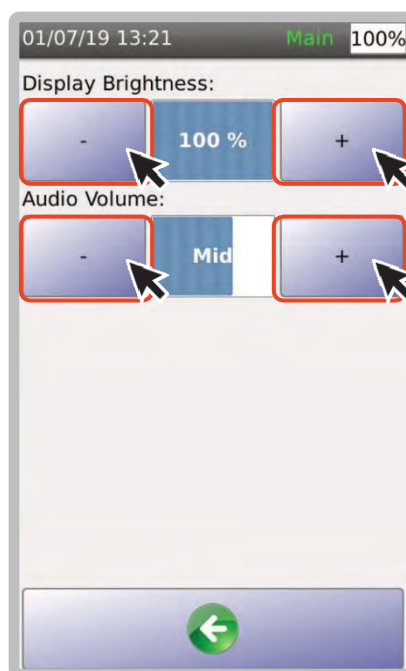 01/07/19 13:21 Main 100%
Display Brightness:
- 100 % +
Audio Volume:
- Mid +